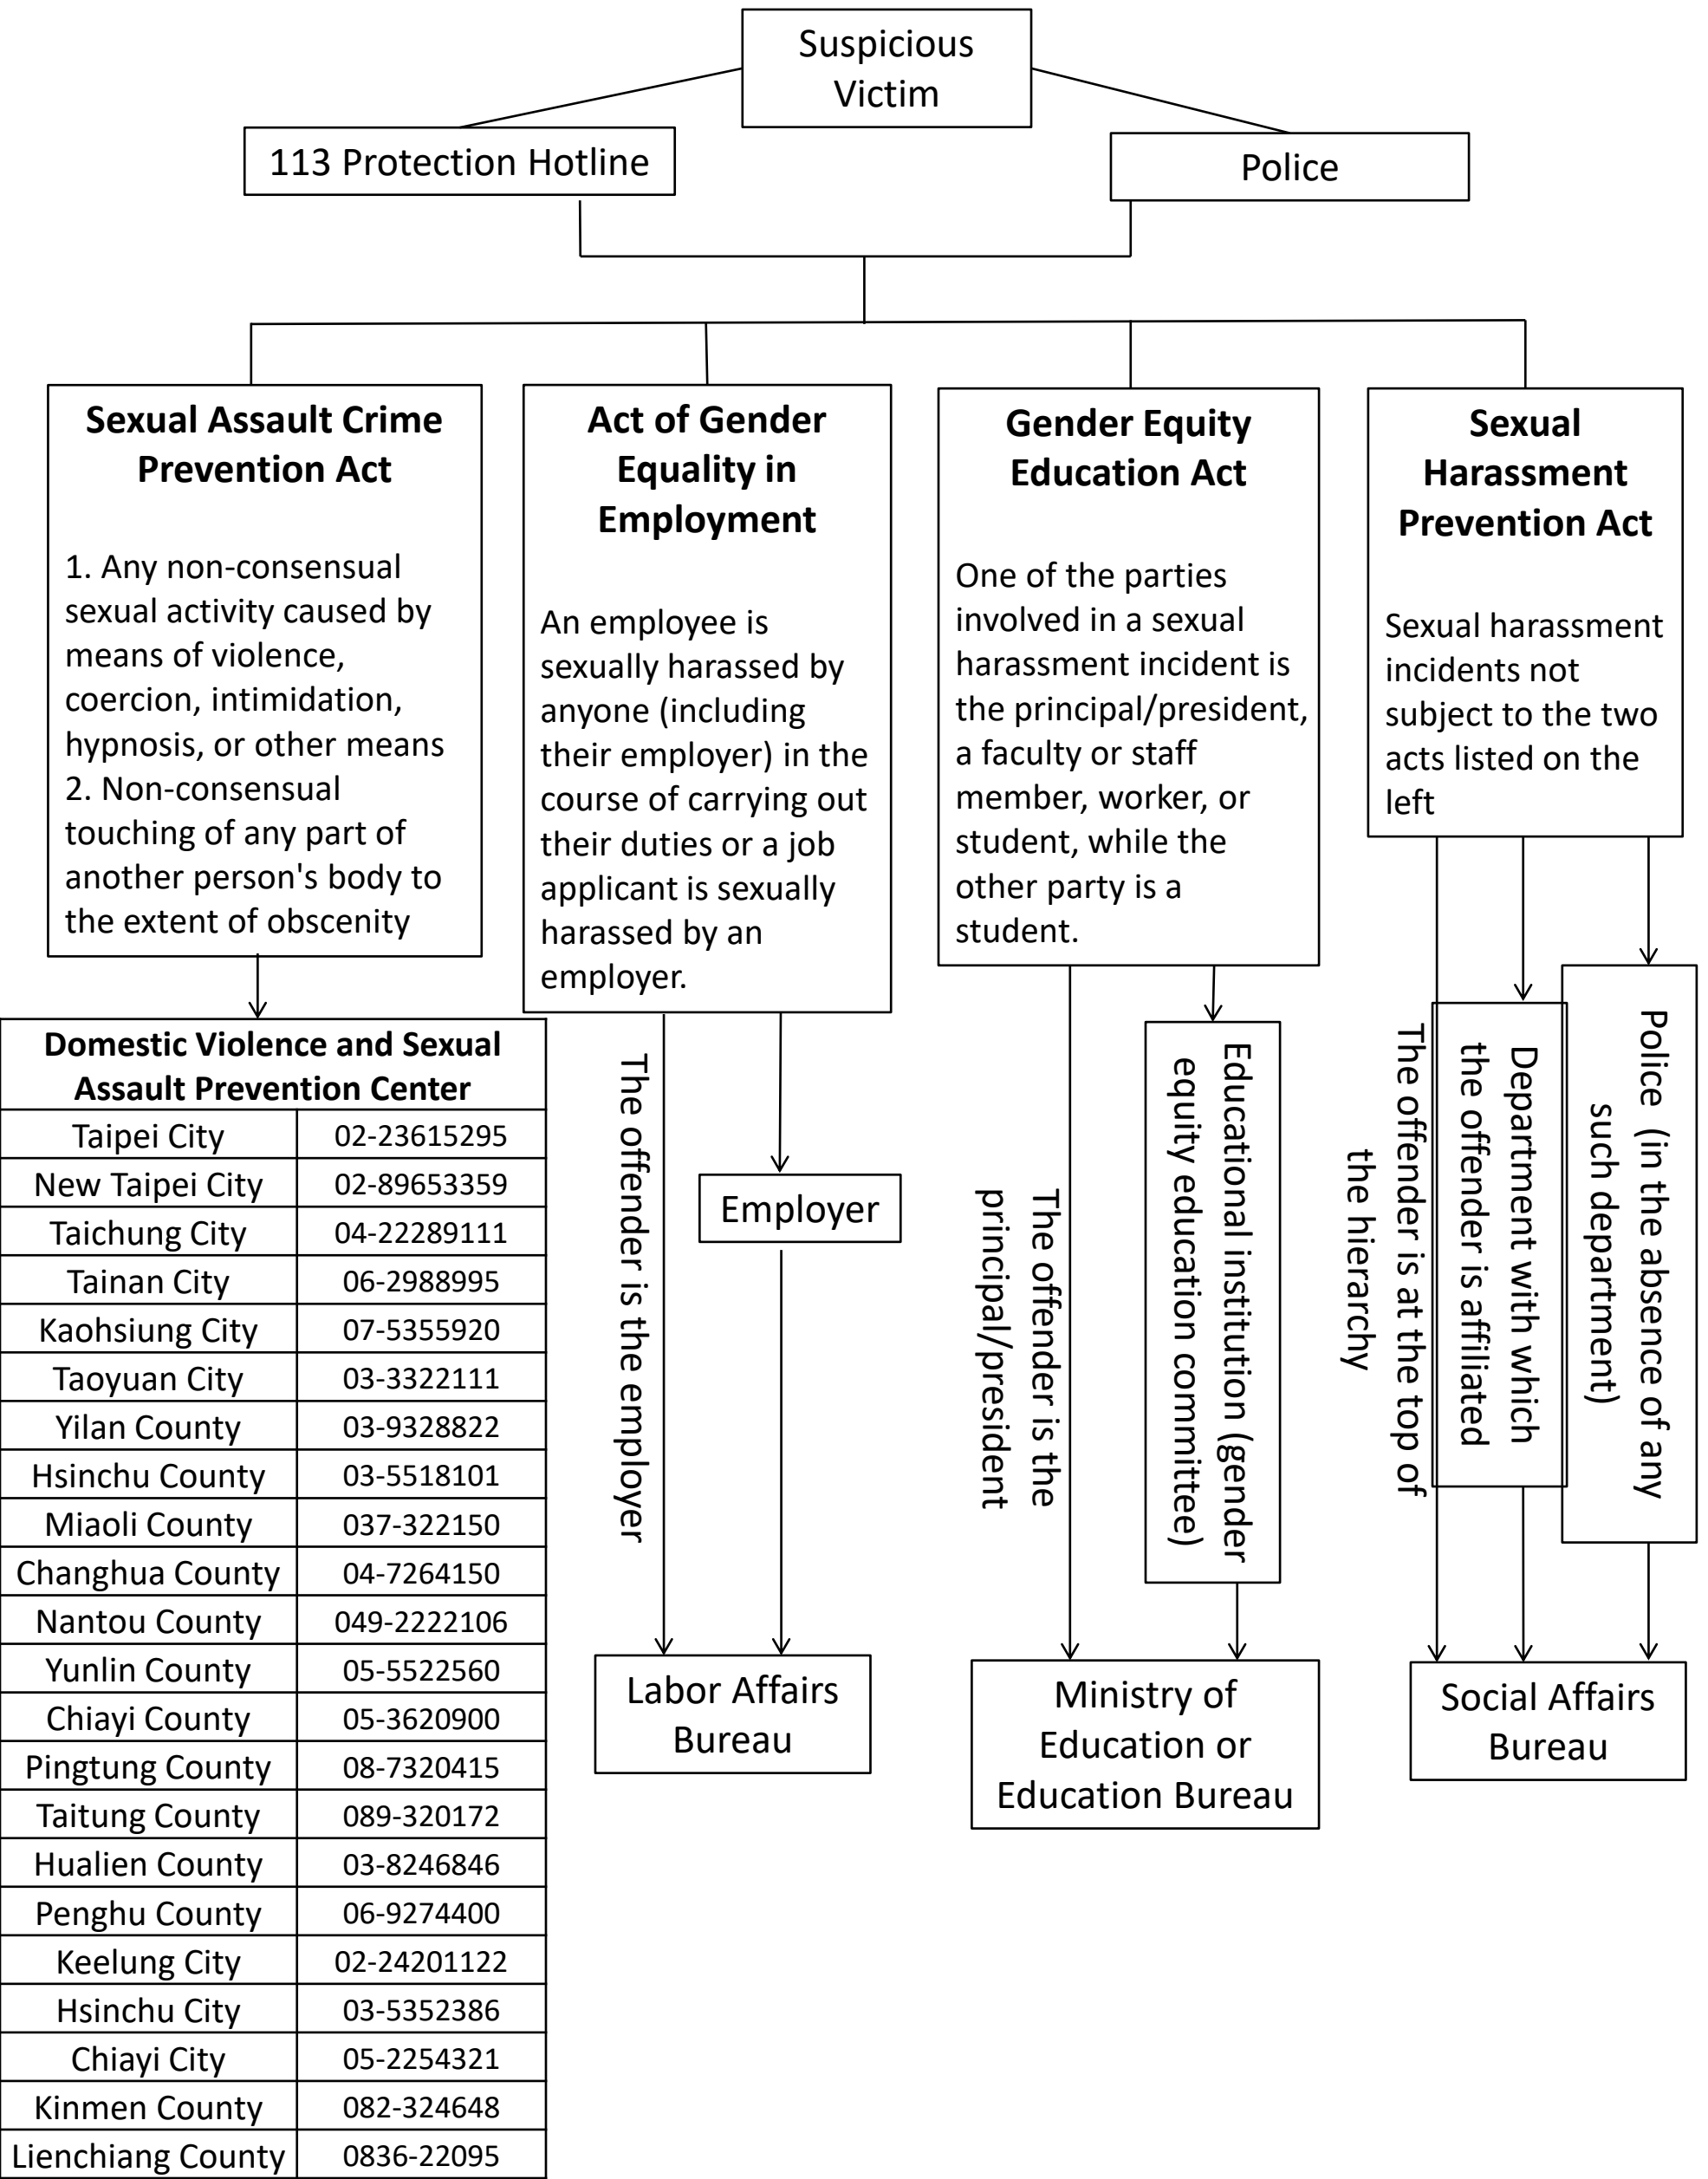 Suspicious
Victim
113 Protection Hotline
Police
Sexual Assault Crime
Prevention Act
1. Any non-consensual
sexual activity caused by
means of violence,
coercion, intimidation,
hypnosis, or other means
2. Non-consensual
touching of any part of
another person's body to
the extent of obscenity
Act of Gender
Equality in
Employment
An employee is
sexually harassed by
anyone (including
their employer) in the
course of carrying out
their duties or a job
applicant is sexually
harassed by an
employer.
Gender Equity
Education Act
One of the parties
involved in a sexual
harassment incident is
the principal/president,
a faculty or staff
member, worker, or
student, while the
other party is a
student.
Sexual
Harassment
Prevention Act
Sexual harassment
incidents not
subject to the two
acts listed on the
left
Domestic Violence and Sexual
Assault Prevention Center
Taipei City 02-23615295
New Taipei City 02-89653359
Taichung City 04-22289111
Tainan City 06-2988995
Kaohsiung City 07-5355920
Taoyuan City 03-3322111
Yilan County 03-9328822
Hsinchu County 03-5518101
Miaoli County 037-322150
Changhua County 04-7264150
Nantou County 049-2222106
Yunlin County 05-5522560
Chiayi County 05-3620900
Pingtung County 08-7320415
Taitung County 089-320172
Hualien County 03-8246846
Penghu County 06-9274400
Keelung City 02-24201122
Hsinchu City 03-5352386
Chiayi City 05-2254321
Kinmen County 082-324648
Lienchiang County 0836-22095
The offender is the employer
Employer
Labor Affairs
Bureau
The offender is the
principal/president
Educational institution (gender
equity education committee)
Ministry of
Education or
Education Bureau
The offender is at the top of
the hierarchy
Department with which
the offender is affiliated
Police (in the absence of any
such department)
Social Affairs
Bureau